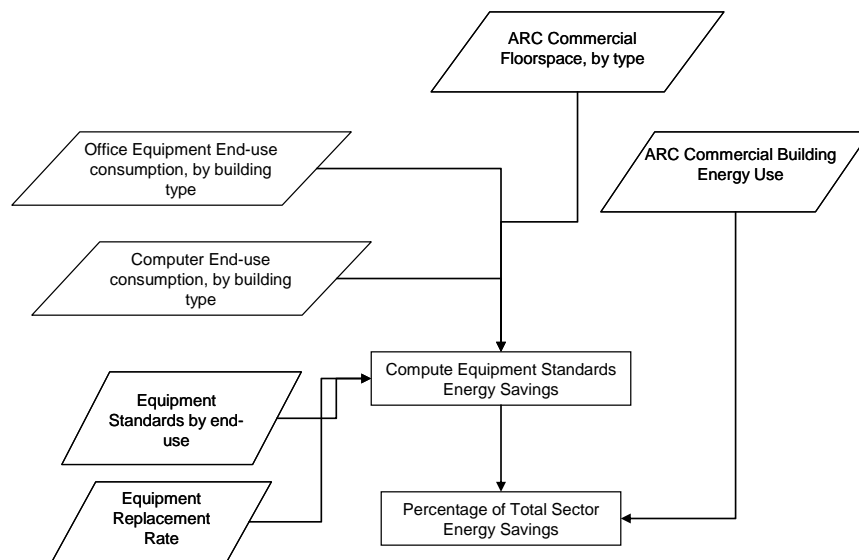 ARC Commercial
Floorspace, by type
Office Equipment End-use
consumption, by building
type
ARC Commercial Building
Energy Use
Computer End-use
consumption, by building
type
Compute Equipment Standards
Energy Savings
Equipment
Standards by end-
use
Equipment
Replacement
Rate
Percentage of Total Sector
Energy Savings